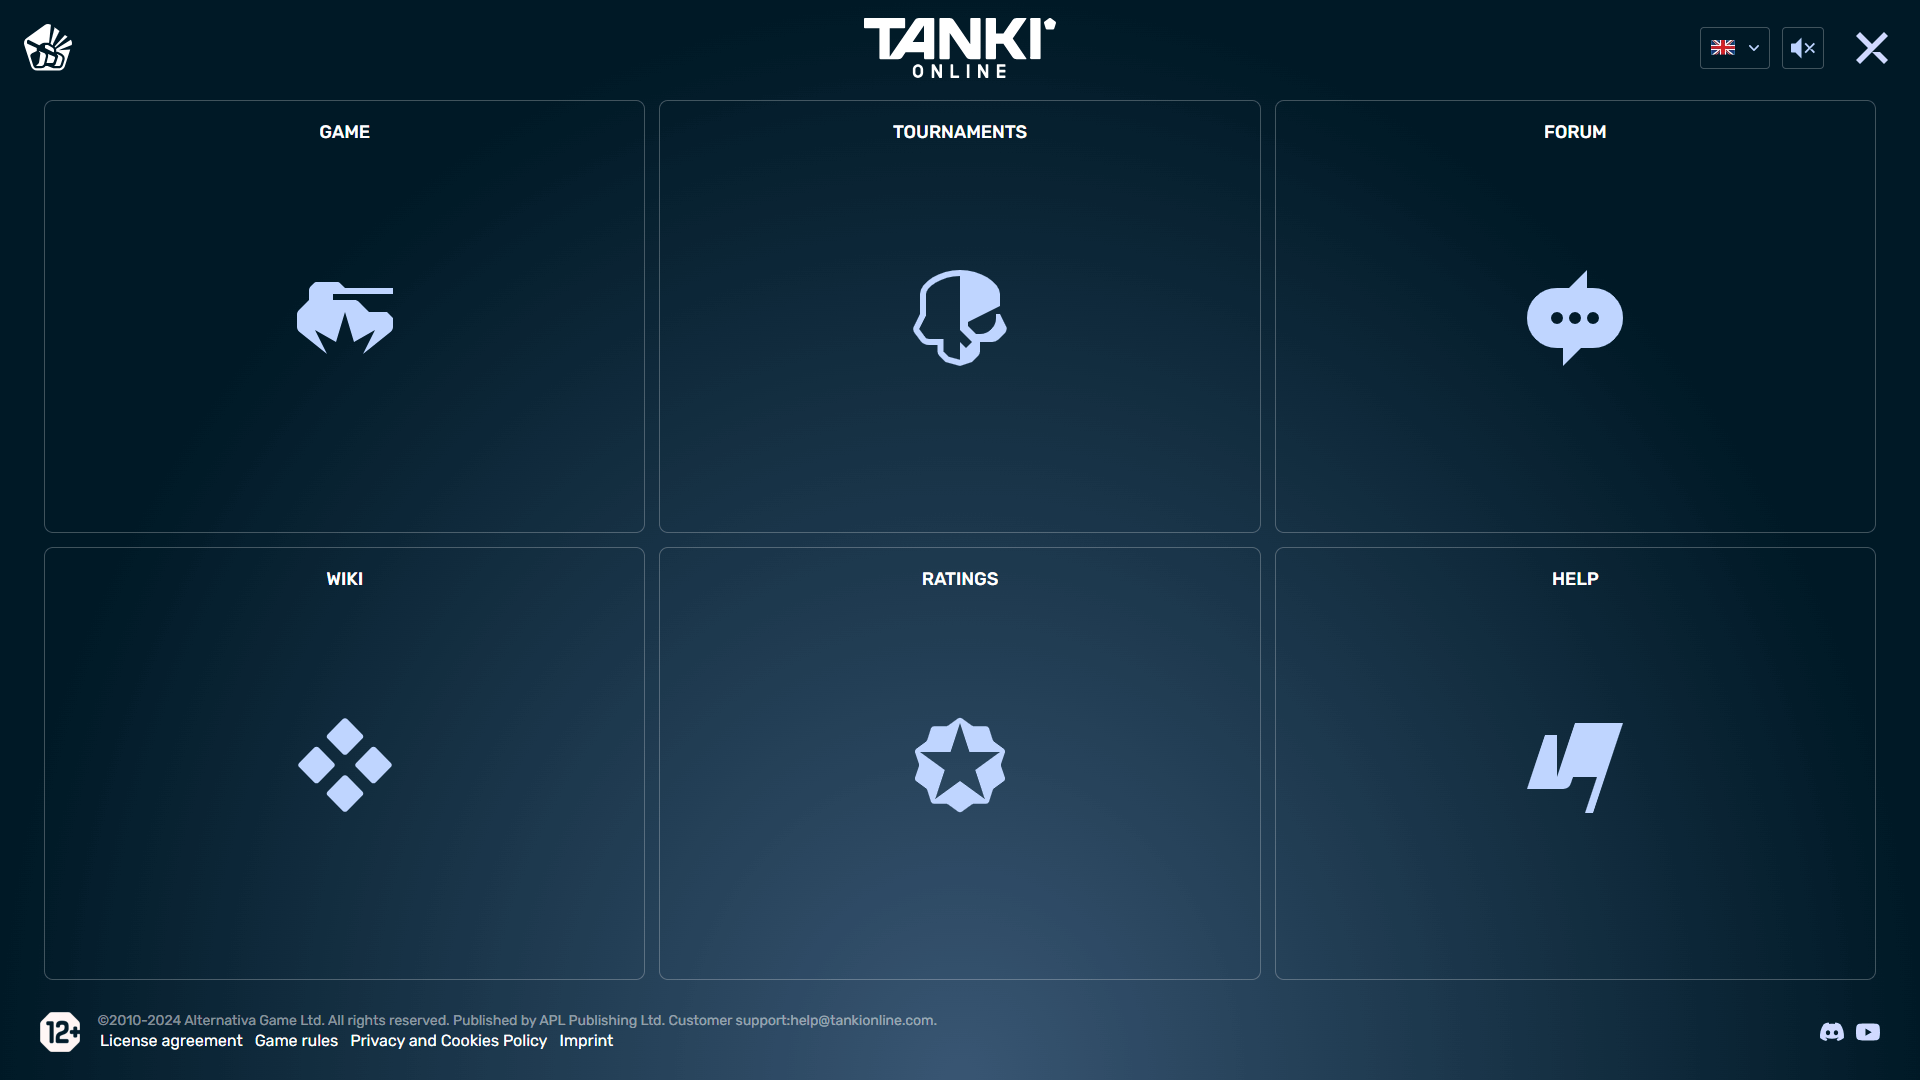 TANKI
ONLINE
GAME
TOURNAMENTS
FORUM
WIKI
RATINGS
HELP
12+
©2010-2024 Alternativa Game Ltd. All rights reserved. Published by APL Publishing Ltd. Customer support:help@tankionline.com.
License agreement Game rules Privacy and Cookies Policy Imprint